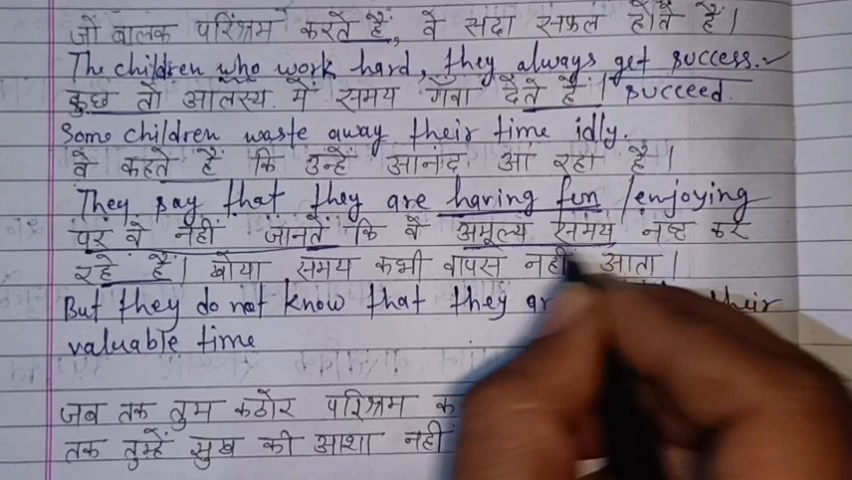 जो बालक परिश्रम करते हैं, वे सदा सफल होते हैं।
The children who work hard, they always get success.
कुछ तो आलस्य में समय गँवा देते हैं। succeed.
Some children waste away their time idly.
वे कहते हैं कि उन्हें आनंद आ रहा है।
They say that they are having fun / enjoying
पर वे नहीं जानते कि वे अमूल्य समय नष्ट कर
रहे हैं। खोया समय कभी वापस नहीं आता।
But they do not know that they their
valuable time
जब तक तुम कठोर परिश्रम
तक तुम्हें सुख की आशा नहीं